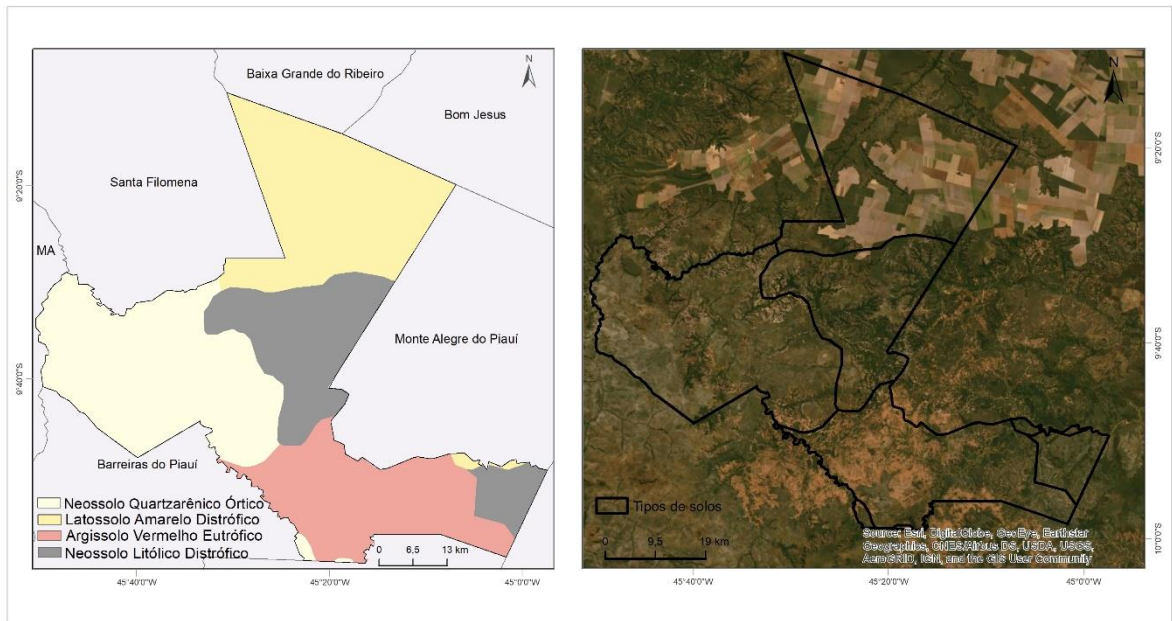 Baixa Grande do Ribeiro
N
Bom Jesus
Santa Filomena
9°20'0"S
MA
Monte Alegre do Piauí
9°40'0"S
Barreiras do Piauí
Neossolo Quartzarênico Órtico
Latossolo Amarelo Distrófico
Argissolo Vermelho Eutrófico
Neossolo Litólico Distrófico
0 6,5 13 km
45°40'0"W 45°20'0"W 45°0'0"W
N
9°20'0"S
9°40'0"S
10°0'0"S
Tipos de solos
0 9,5 19 km
Source: Esri, DigitalGlobe, GeoEye, Earthstar
Geographics, CNES/Airbus DS, USDA, USGS,
AeroGRID, IGN, and the GIS User Community
45°40'0"W 45°20'0"W 45°0'0"W